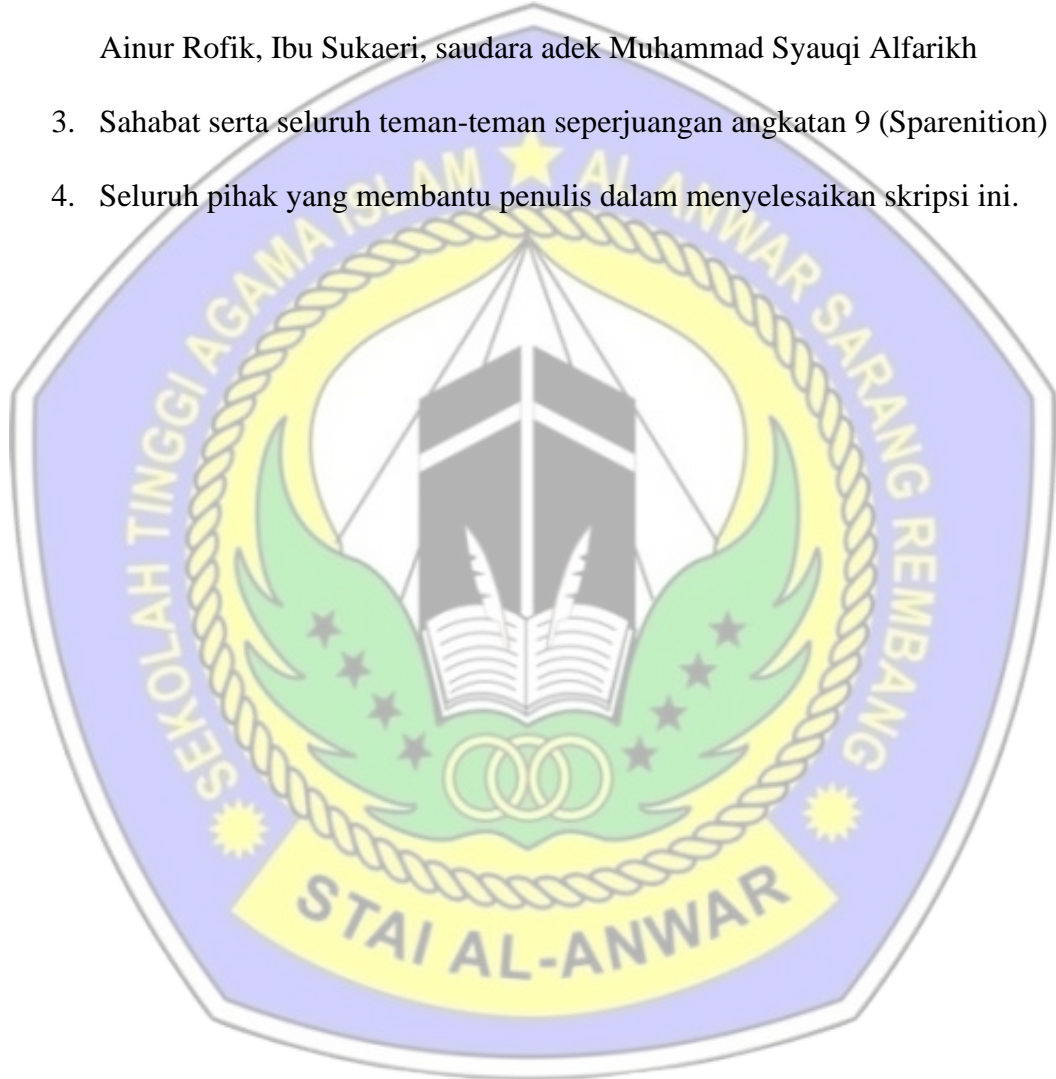 Ainur Rofik, Ibu Sukaeri, saudara adek Muhammad Syauqi Alfarikh
3. Sahabat serta seluruh teman-teman seperjuangan angkatan 9 (Sparenition)
4. Seluruh pihak yang membantu penulis dalam menyelesaikan skripsi ini.
SEKOLAH TINGGI AGAMA ISLAM AL ANWAR SARANG REMBANG
STAI AL-ANWAR